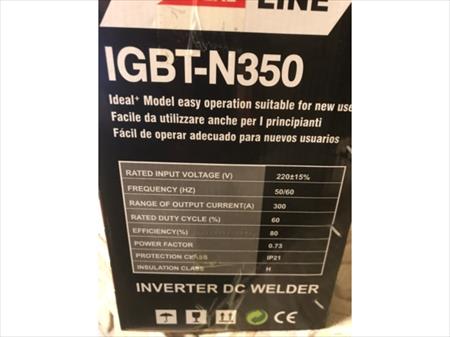 LINE
IGBT-N350
Ideal+ Model easy operation suitable for new use
Facile da utilizzare anche per I principianti
Fácil de operar adecuado para nuevos usuarios
RATED INPUT VOLTAGE (V) 220±15%
FREQUENCY (HZ) 50/60
RANGE OF OUTPUT CURRENT(A) 300
RATED DUTY CYCLE (%) 60
EFFICIENCY(%) 80
POWER FACTOR 0.73
PROTECTION CLASS IP21
INSULATION CLASS H
INVERTER DC WELDER
CE